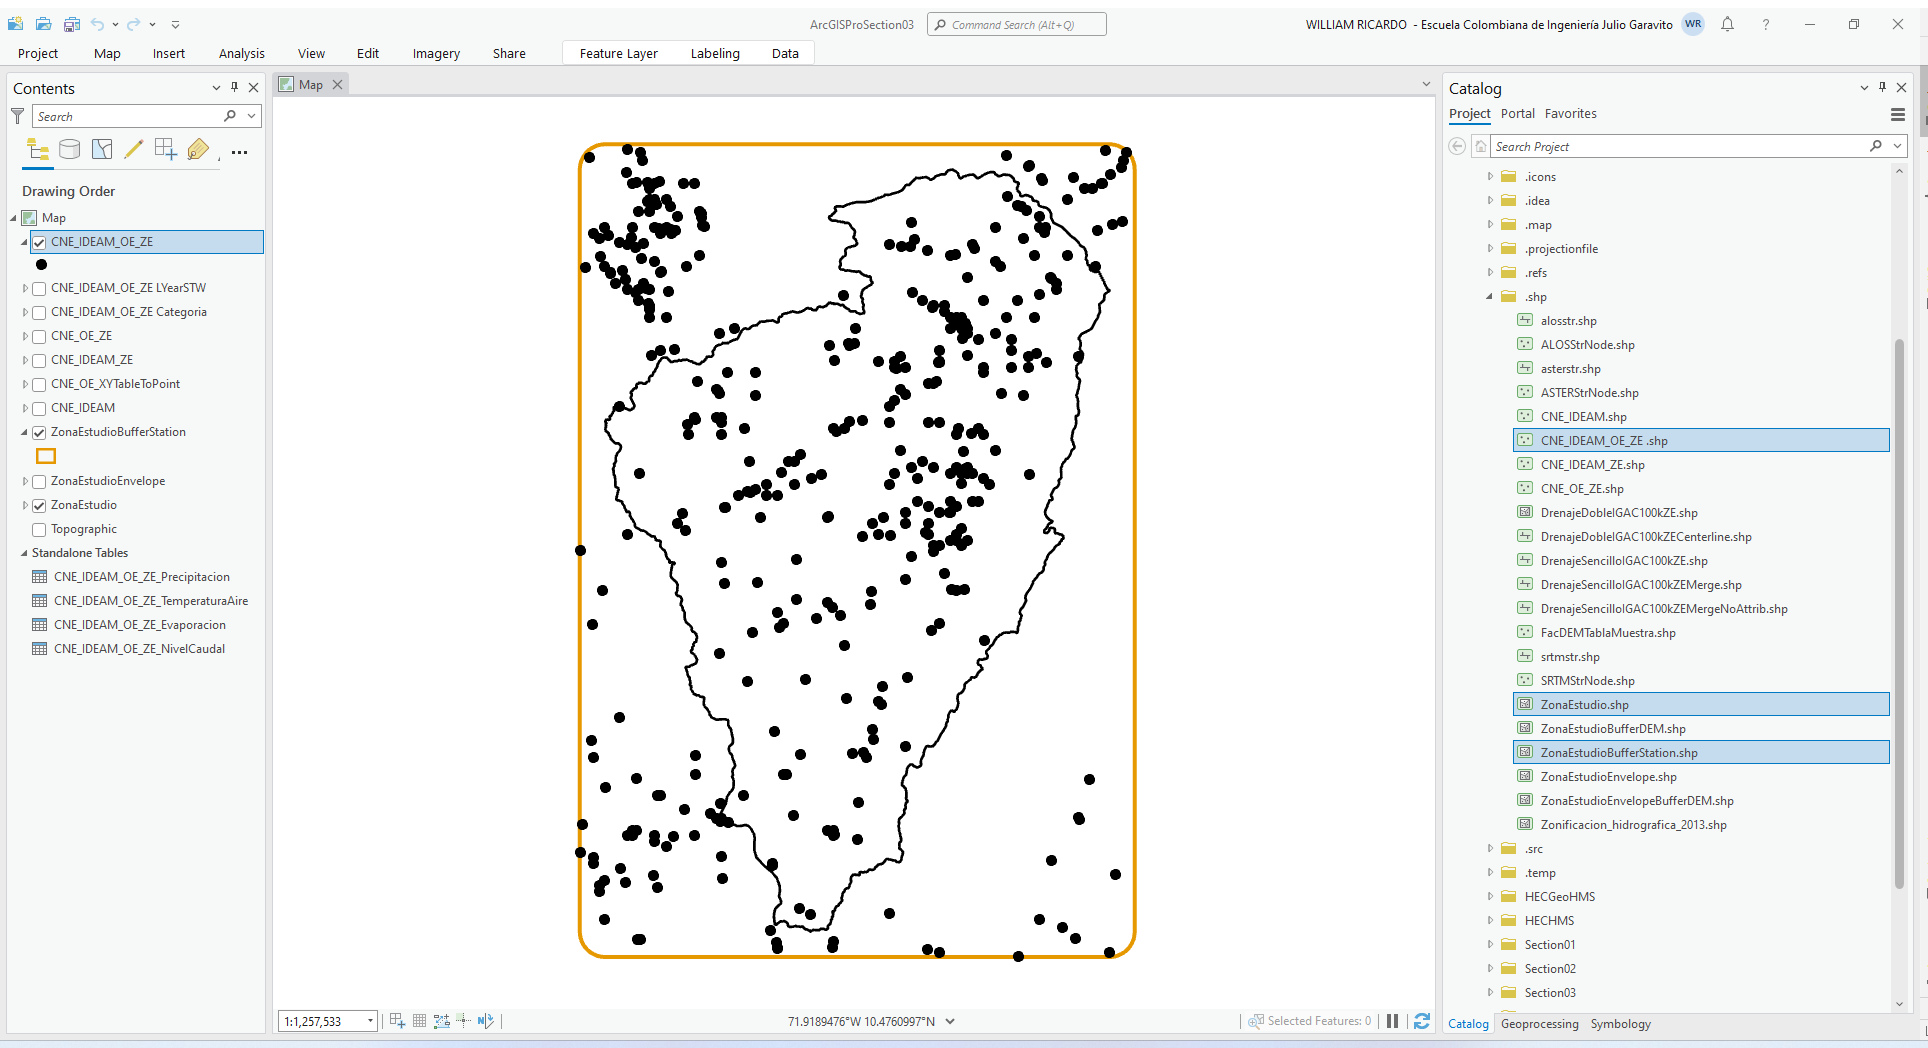 ArcGISProSection03
Command Search (Alt+Q)
WILLIAM RICARDO - Escuela Colombiana de Ingeniería Julio Garavito
WR
?
Project
Map
Insert
Analysis
View
Edit
Imagery
Share
Feature Layer
Labeling
Data
Contents
Search
Drawing Order
Map
CNE_IDEAM_OE_ZE
CNE_IDEAM_OE_ZE LYearSTW
CNE_IDEAM_OE_ZE Categoria
CNE_OE_ZE
CNE_IDEAM_ZE
CNE_OE_XYTableToPoint
CNE_IDEAM
ZonaEstudioBufferStation
ZonaEstudioEnvelope
ZonaEstudio
Topographic
Standalone Tables
CNE_IDEAM_OE_ZE_Precipitacion
CNE_IDEAM_OE_ZE_TemperaturaAire
CNE_IDEAM_OE_ZE_Evaporacion
CNE_IDEAM_OE_ZE_NivelCaudal
Map
1:1,257,533
71.9189476°W 10.4760997°N
Selected Features: 0
Catalog
Project
Portal
Favorites
Search Project
.icons
.idea
.map
.projectionfile
.refs
.shp
alosstr.shp
ALOSStrNode.shp
asterstr.shp
ASTERStrNode.shp
CNE_IDEAM.shp
CNE_IDEAM_OE_ZE .shp
CNE_IDEAM_ZE.shp
CNE_OE_ZE.shp
DrenajeDobleIGAC100kZE.shp
DrenajeDobleIGAC100kZECenterline.shp
DrenajeSencilloIGAC100kZE.shp
DrenajeSencilloIGAC100kZEMerge.shp
DrenajeSencilloIGAC100kZEMergeNoAttrib.shp
FacDEMTablaMuestra.shp
srtmstr.shp
SRTMStrNode.shp
ZonaEstudio.shp
ZonaEstudioBufferDEM.shp
ZonaEstudioBufferStation.shp
ZonaEstudioEnvelope.shp
ZonaEstudioEnvelopeBufferDEM.shp
Zonificacion_hidrografica_2013.shp
.src
.temp
HECGeoHMS
HECHMS
Section01
Section02
Section03
Catalog
Geoprocessing
Symbology